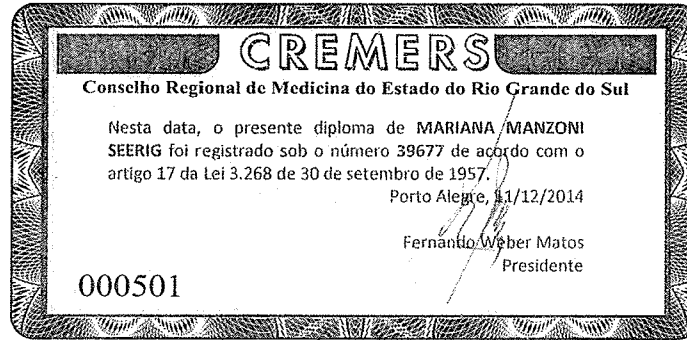 CREMERS
Conselho Regional de Medicina do Estado do Rio Grande do Sul
Nesta data, o presente diploma de MARIANA MANZONI
SEERIG foi registrado sob o número 39677 de acordo com o
artigo 17 da Lei 3.268 de 30 de setembro de 1957.
Porto Alegre, 11/12/2014
Fernando Weber Matos
Presidente
000501